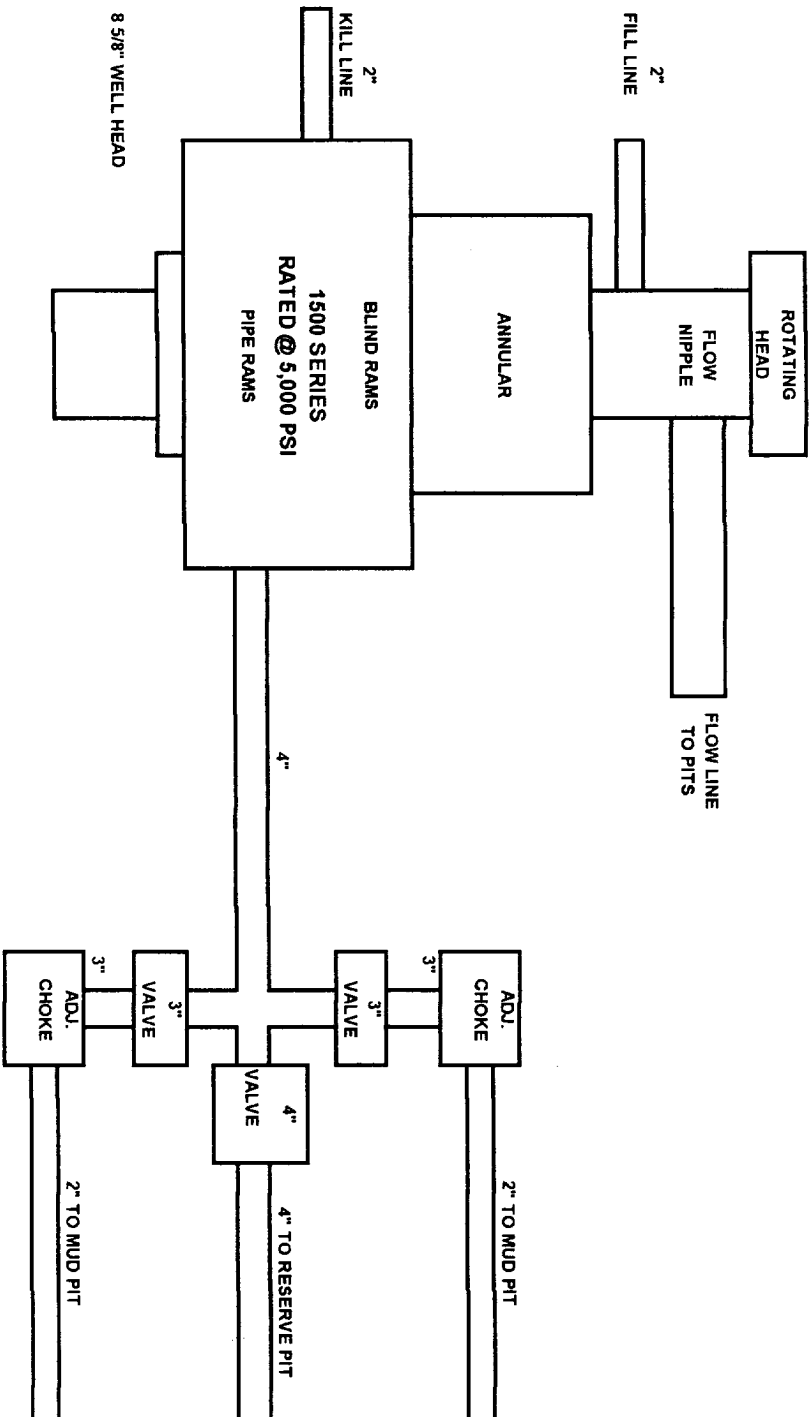 ROTATING
HEAD
2"
FILL LINE
FLOW
NIPPLE
FLOW LINE
TO PITS
ANNULAR
2"
KILL LINE
BLIND RAMS
1500 SERIES
RATED @ 5,000 PSI
PIPE RAMS
8 5/8" WELL HEAD
4"
ADJ.
CHOKE
3"
3"
VALVE
2" TO MUD PIT
4"
VALVE
4" TO RESERVE PIT
3"
VALVE
3"
ADJ.
CHOKE
2" TO MUD PIT